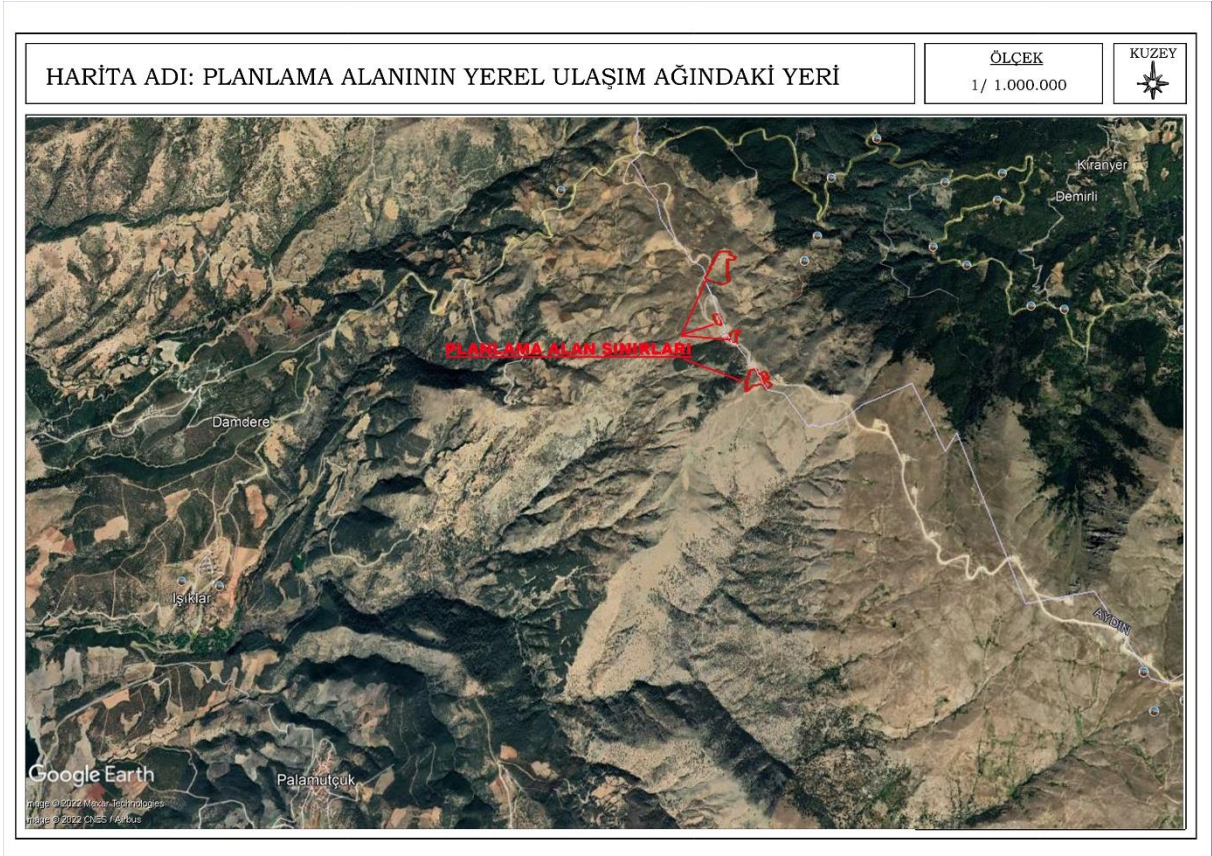 HARİTA ADI: PLANLAMA ALANININ YEREL ULAŞIM AĞINDAKİ YERİ
ÖLÇEK
1/ 1.000.000
KUZEY
Kıranyer
Demirli
PLANLAMA ALAN SINIRLARI
Damdere
Işıklar
AYDIN
Palamutçuk
Google Earth
Image © 2022 Maxar Technologies
Image © 2022 CNES / Airbus